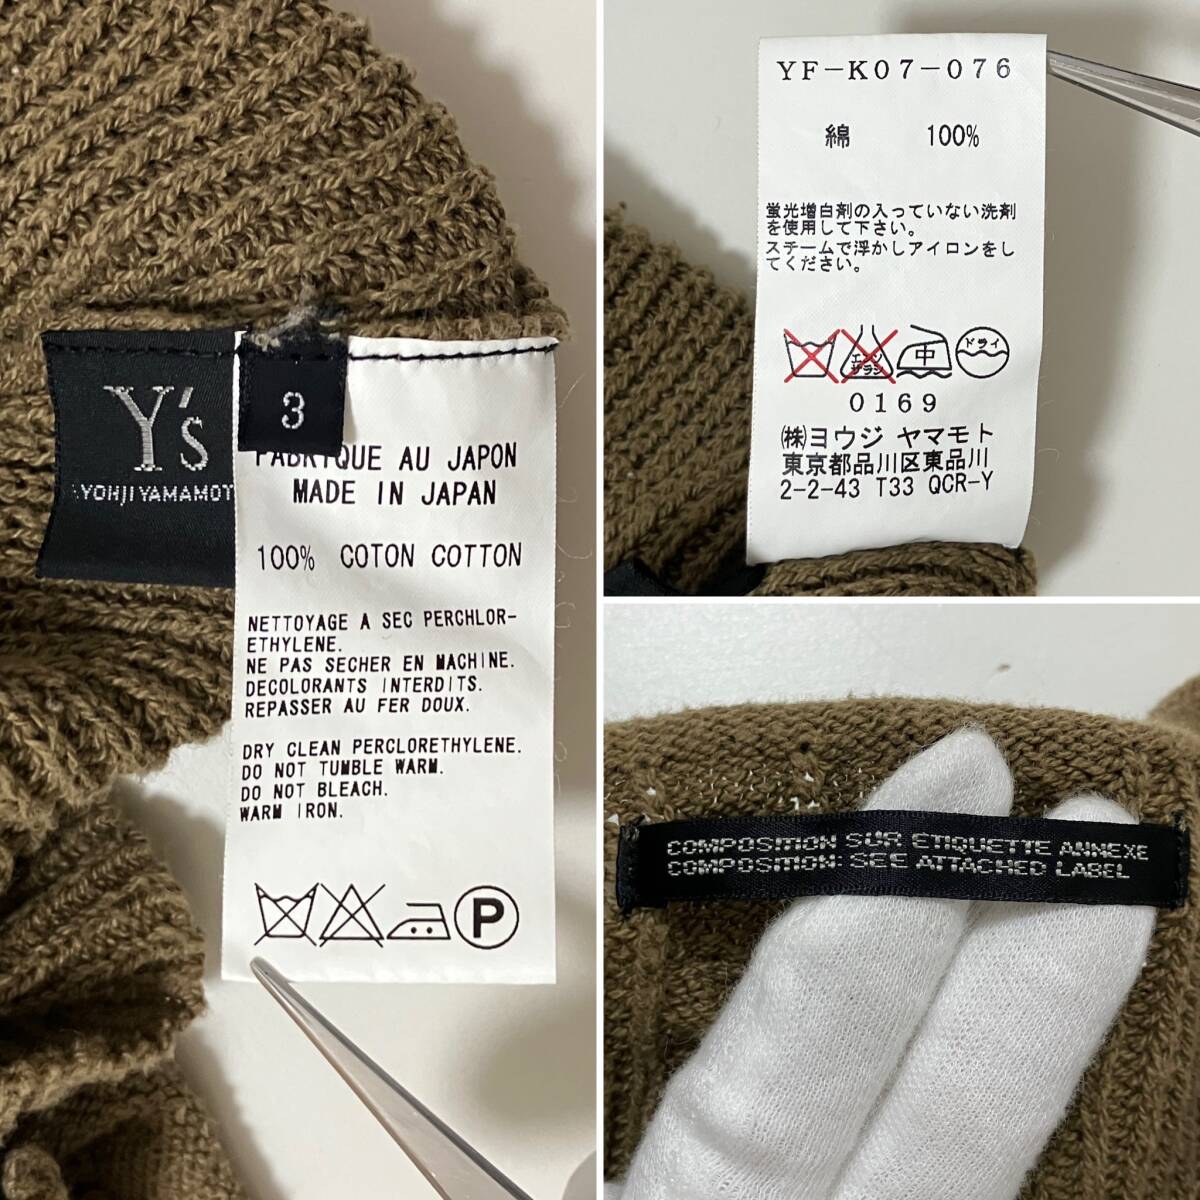 Y's
YOHJI YAMAMOT
3
FABRIQUE AU JAPON
MADE IN JAPAN
100% COTON COTTON
NETTOYAGE A SEC PERCHLOR-
ETHYLENE.
NE PAS SECHER EN MACHINE.
DECOLORANTS INTERDITS.
REPASSER AU FER DOUX.
DRY CLEAN PERCLORETHYLENE.
DO NOT TUMBLE WARM.
DO NOT BLEACH.
WARM IRON.
P
YF-K07-076
綿 100%
蛍光増白剤の入っていない洗剤
を使用して下さい。
スチームで浮かしアイロンをし
てください。
エンソ
サラシ
中
ドライ
0169
㈱ヨウジ ヤマモト
東京都品川区東品川
2-2-43 T33 QCR-Y
COMPOSITION SUR ETIQUETTE ANNEXE
COMPOSITION: SEE ATTACHED LABEL